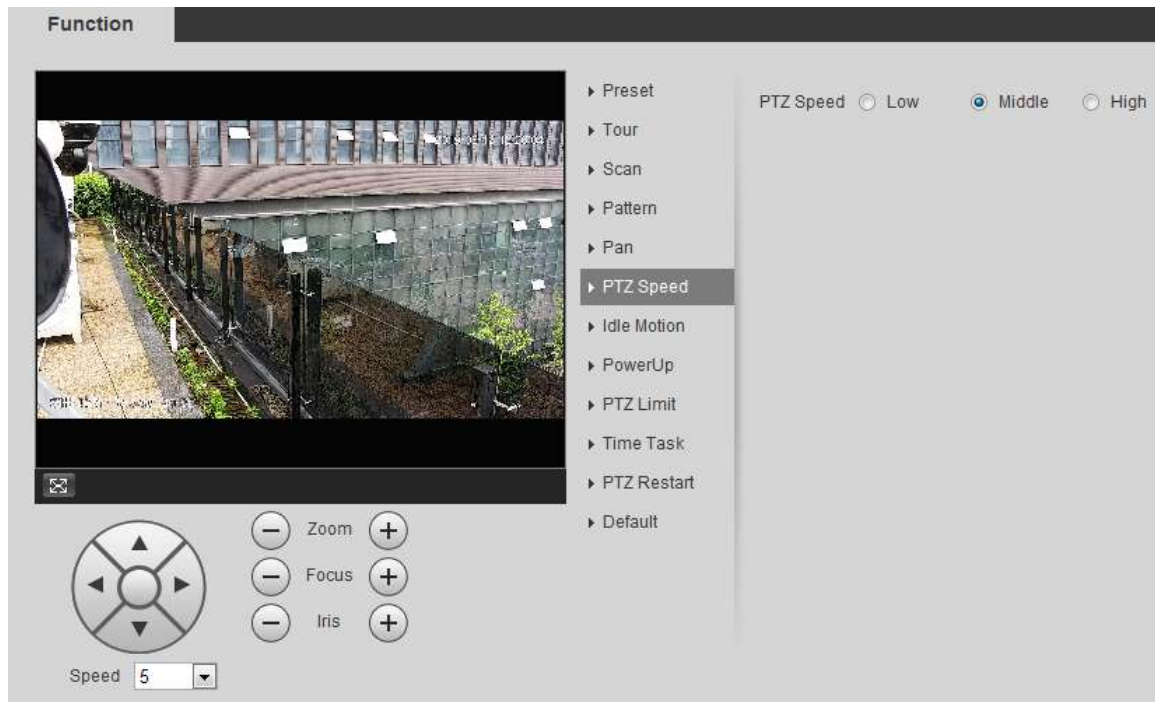 Function
Preset
Tour
Scan
Pattern
Pan
PTZ Speed
Idle Motion
PowerUp
PTZ Limit
Time Task
PTZ Restart
Default
PTZ Speed Low Middle High
Zoom
Focus
Iris
Speed 5